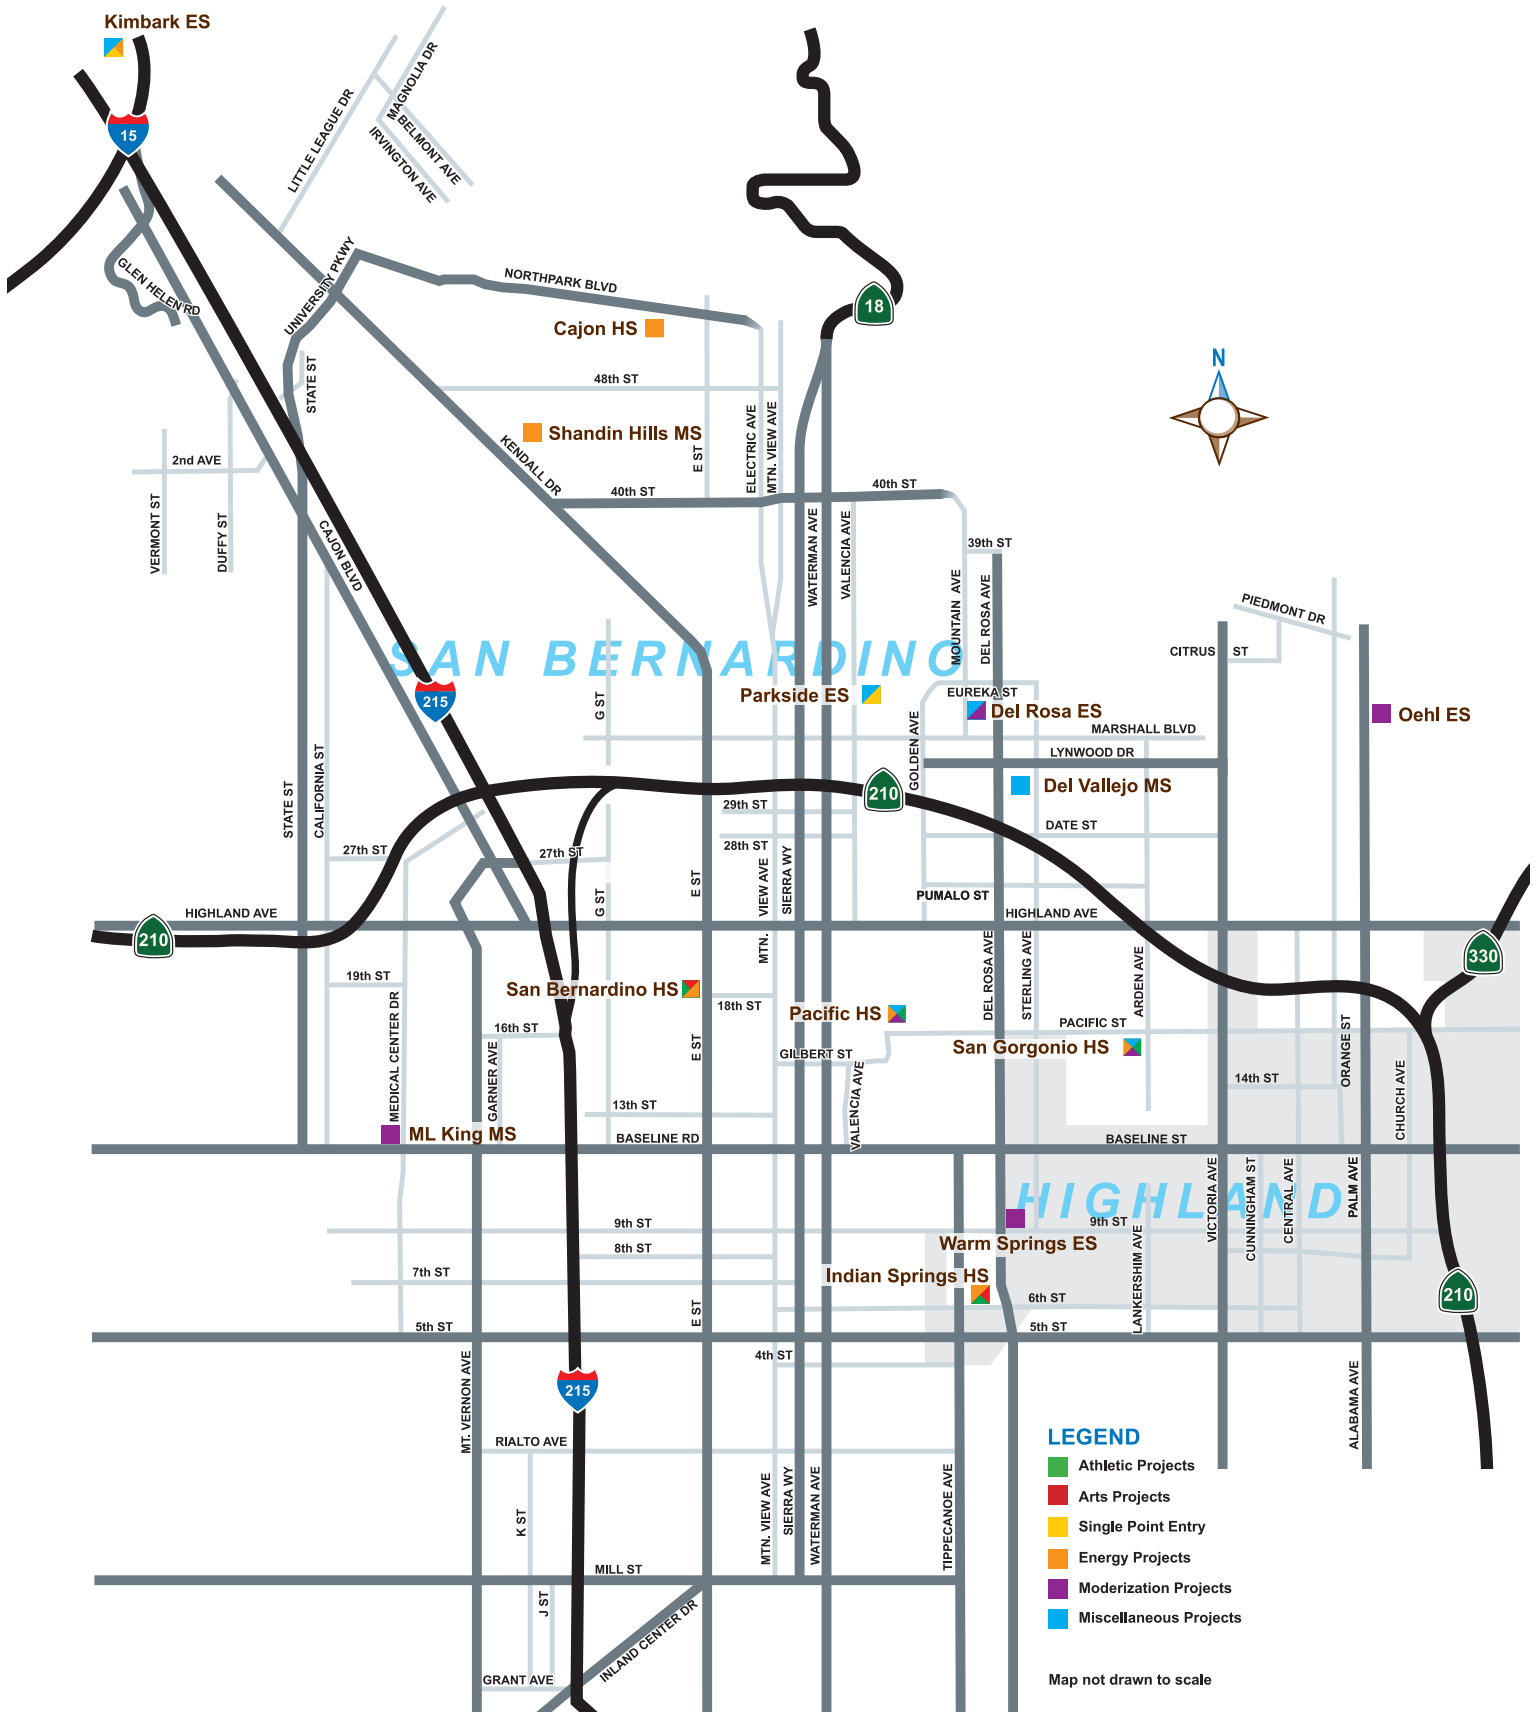 Kimbark ES
15
LITTLE LEAGUE DR
MAGNOLIA DR
BELMONT AVE
IRVINGTON AVE
GLEN HELEN RD
UNIVERSITY PKWY
NORTHPARK BLVD
18
Cajon HS
N
STATE ST
48th ST
ELECTRIC AVE
MTN. VIEW AVE
Shandin Hills MS
E ST
KENDALL DR
2nd AVE
40th ST
40th ST
VERMONT ST
DUFFY ST
CAJON BLVD
WATERMAN AVE
VALENCIA AVE
39th ST
MOUNTAIN AVE
DEL ROSA AVE
PIEDMONT DR
SAN BERNARDINO
CITRUS ST
215
G ST
Parkside ES
EUREKA ST
Del Rosa ES
Oehl ES
MARSHALL BLVD
GOLDEN AVE
LYNWOOD DR
STATE ST
CALIFORNIA ST
210
Del Vallejo MS
29th ST
DATE ST
27th ST
27th ST
28th ST
MTN. VIEW AVE
SIERRA WY
E ST
G ST
PUMALO ST
HIGHLAND AVE
HIGHLAND AVE
210
330
19th ST
San Bernardino HS
18th ST
DEL ROSA AVE
STERLING AVE
ARDEN AVE
Pacific HS
PACIFIC ST
16th ST
MEDICAL CENTER DR
GARNER AVE
E ST
GILBERT ST
San Gorgonio HS
ORANGE ST
14th ST
CHURCH AVE
VALENCIA AVE
13th ST
ML King MS
BASELINE RD
BASELINE ST
VICTORIA AVE
CUNNINGHAM ST
CENTRAL AVE
PALM AVE
HIGHLAND
9th ST
9th ST
Warm Springs ES
LANKERSHIM AVE
8th ST
7th ST
Indian Springs HS
210
E ST
6th ST
5th ST
5th ST
4th ST
MT. VERNON AVE
215
ALABAMA AVE
RIALTO AVE
K ST
MTN. VIEW AVE
SIERRA WY
WATERMAN AVE
TIPPECANOE AVE
MILL ST
J ST
INLAND CENTER DR
GRANT AVE
LEGEND
Athletic Projects
Arts Projects
Single Point Entry
Energy Projects
Moderization Projects
Miscellaneous Projects
Map not drawn to scale